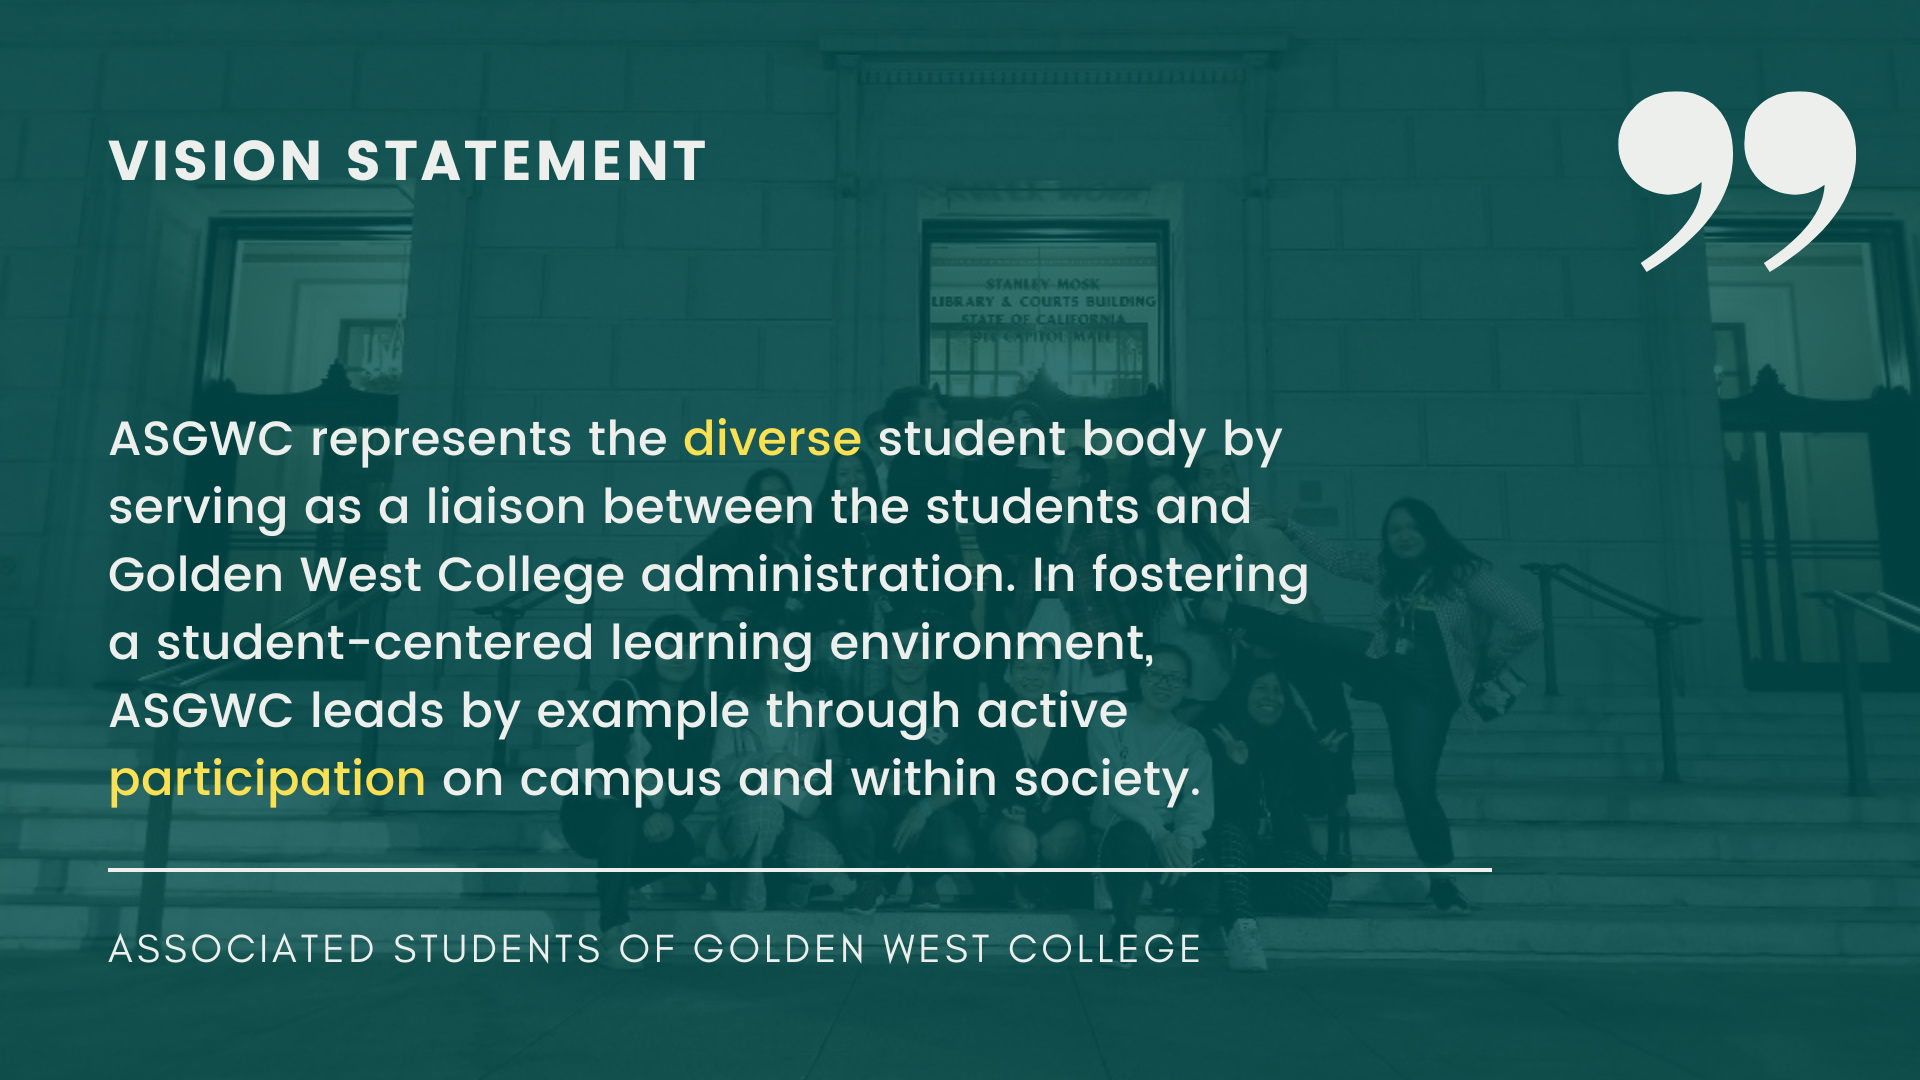 VISION STATEMENT
”
STANLEY MOSK
LIBRARY & COURTS BUILDING
STATE OF CALIFORNIA
CAPITOL MALL
ASGWC represents the diverse student body by
serving as a liaison between the students and
Golden West College administration. In fostering
a student-centered learning environment,
ASGWC leads by example through active
participation on campus and within society.
ASSOCIATED STUDENTS OF GOLDEN WEST COLLEGE